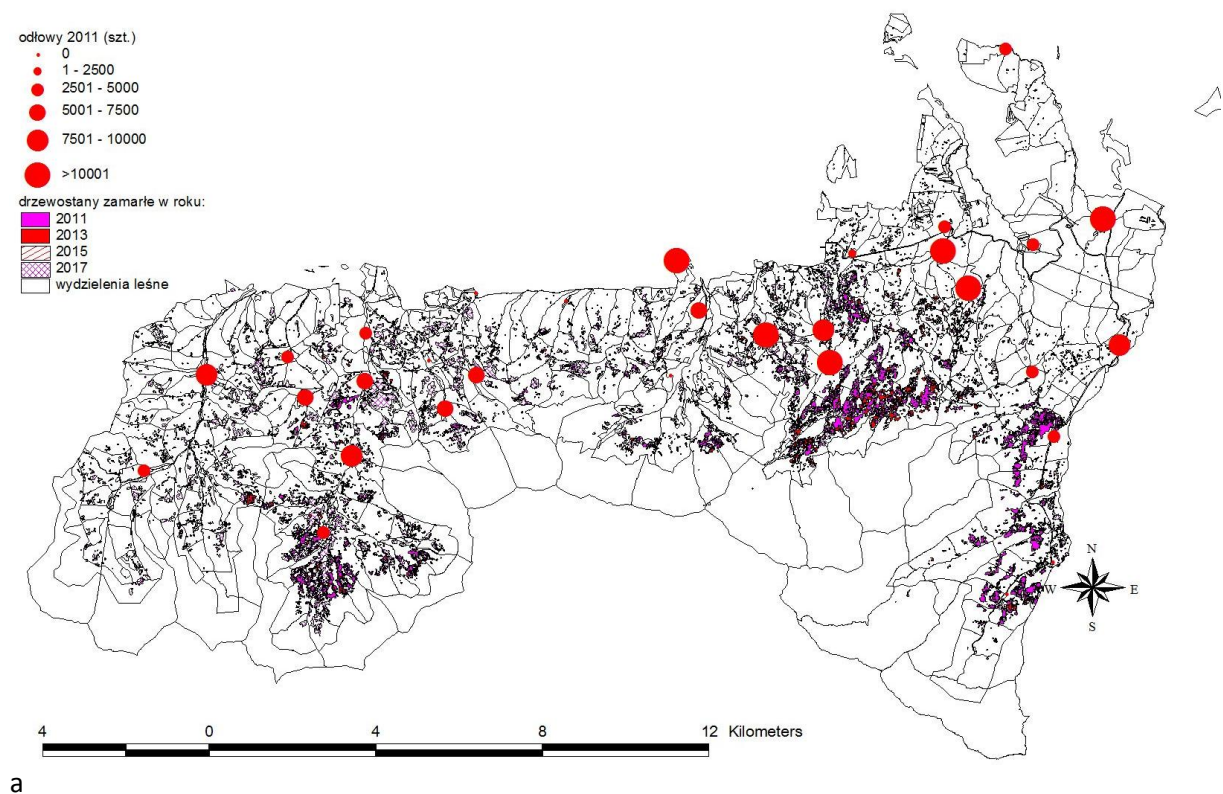 odłowy 2011 (szt.)
0
1 - 2500
2501 - 5000
5001 - 7500
7501 - 10000
>10001
drzewostany zamarłe w roku:
2011
2013
2015
2017
wydzielenia leśne
N
W E
S
4 0 4 8 12 Kilometers
a